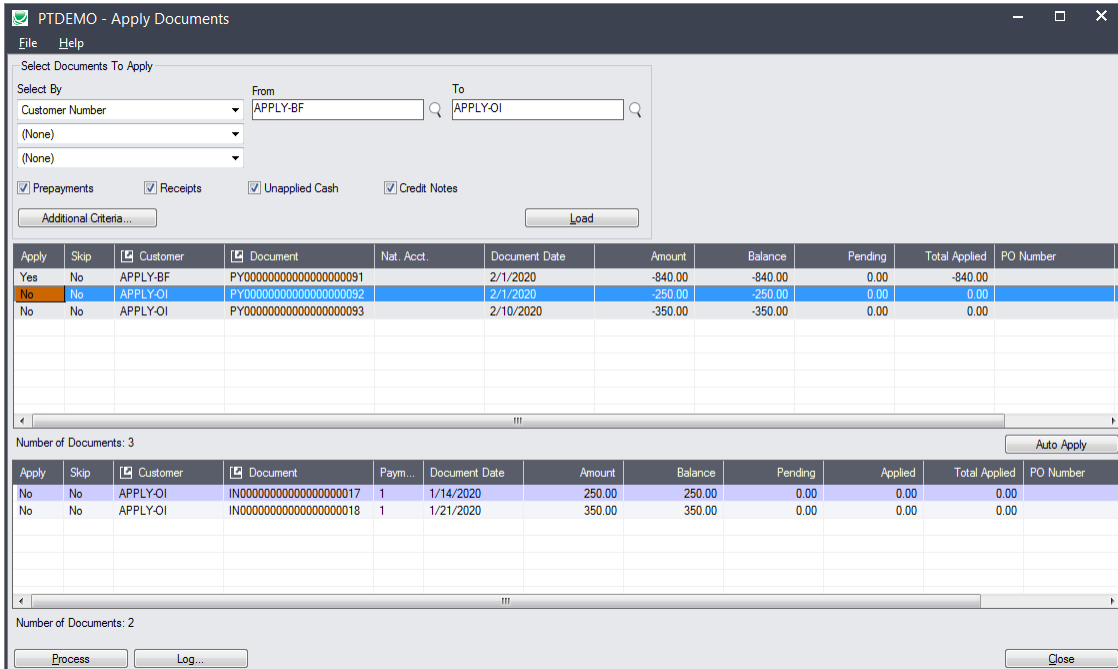 PTDEMO - Apply Documents
File Help
Select Documents To Apply
Select By From To
Customer Number APPLY-BF APPLY-OI
(None)
(None)
Prepayments Receipts Unapplied Cash Credit Notes
Additional Criteria... Load
Apply Skip Customer Document Nat. Acct. Document Date Amount Balance Pending Total Applied PO Number
Yes No APPLY-BF PY00000000000000000091 2/1/2020 -840.00 -840.00 0.00 -840.00
No No APPLY-OI PY00000000000000000092 2/1/2020 -250.00 -250.00 0.00 0.00
No No APPLY-OI PY00000000000000000093 2/10/2020 -350.00 -350.00 0.00 0.00
Number of Documents: 3 Auto Apply
Apply Skip Customer Document Paym... Document Date Amount Balance Pending Applied Total Applied PO Number
No No APPLY-OI IN00000000000000000017 1 1/14/2020 250.00 250.00 0.00 0.00 0.00
No No APPLY-OI IN00000000000000000018 1 1/21/2020 350.00 350.00 0.00 0.00 0.00
Number of Documents: 2
Process Log... Close